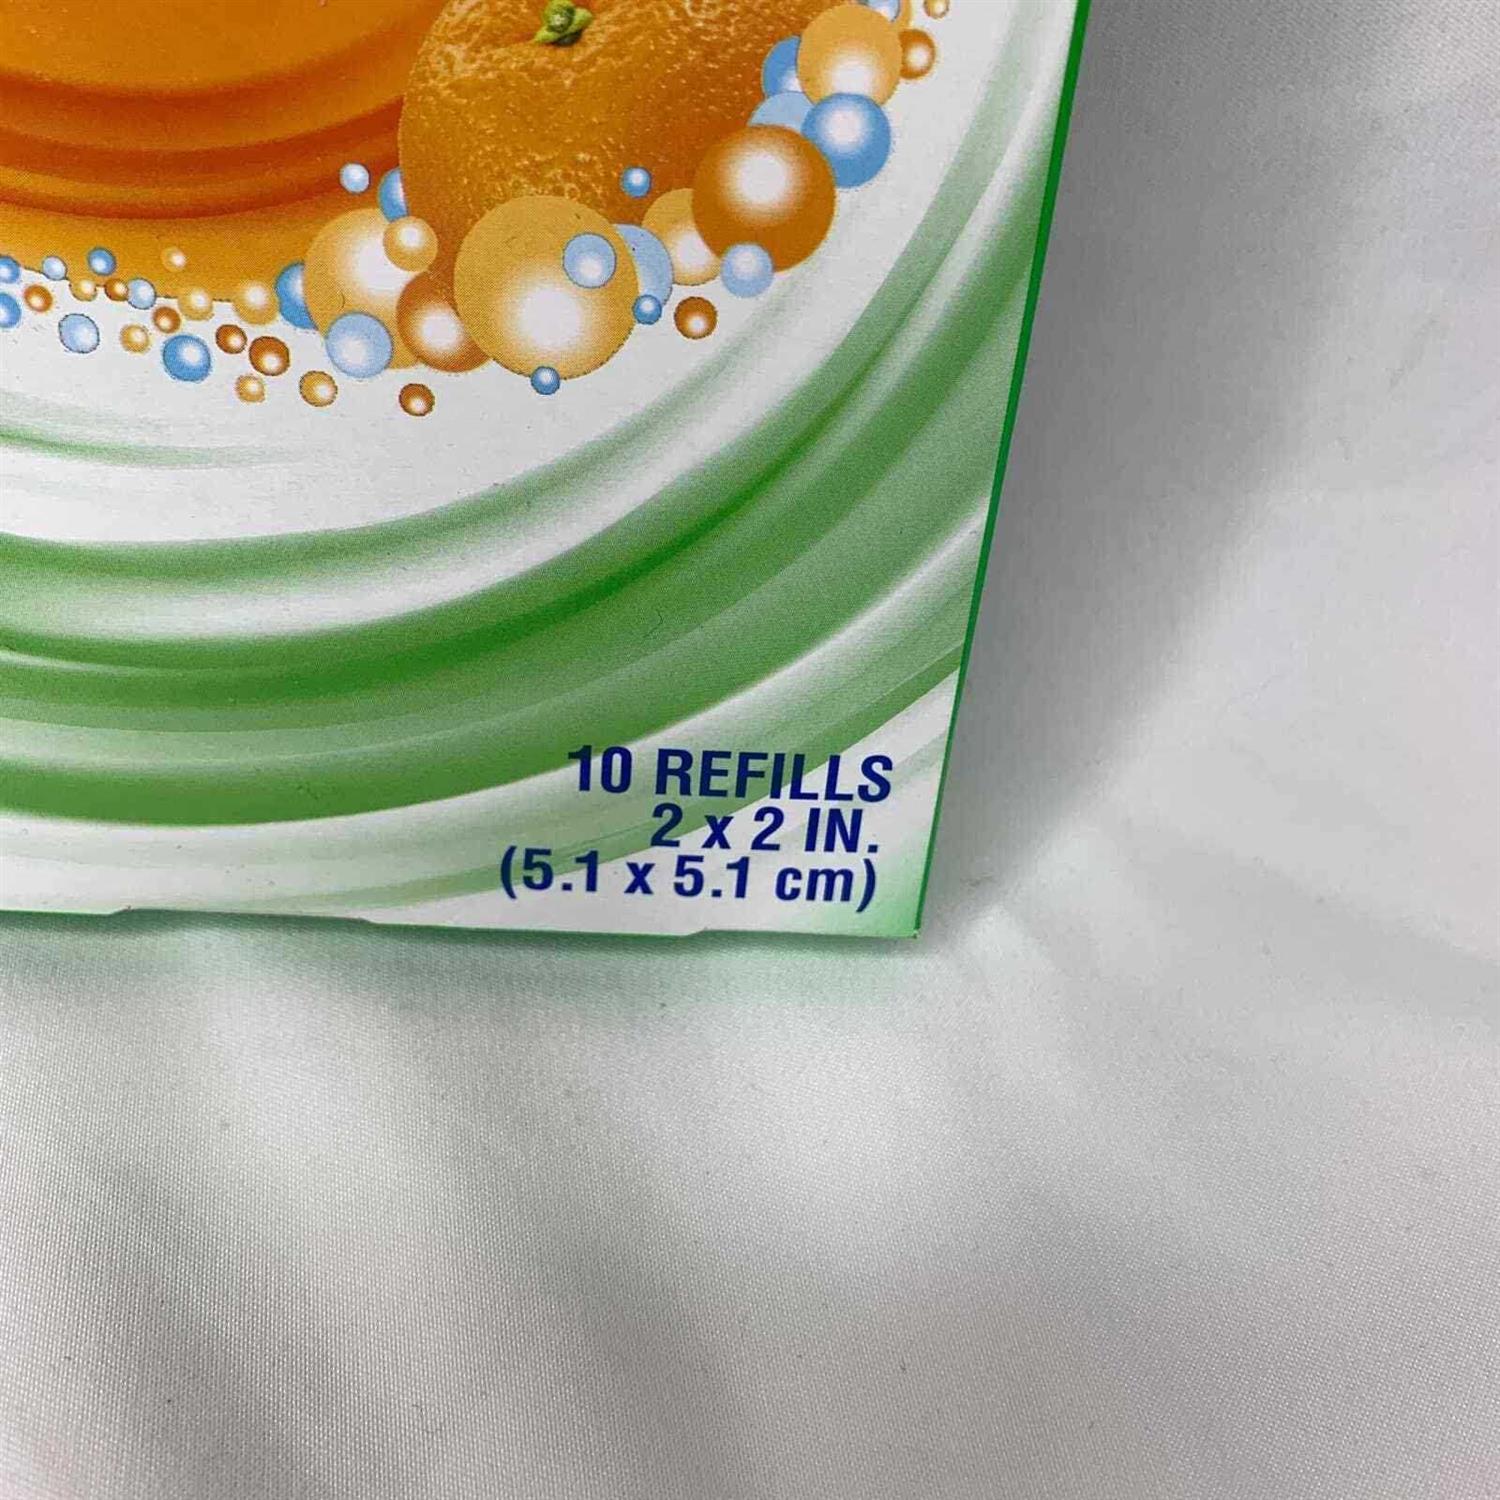 10 REFILLS
2 x 2 IN.
(5.1 x 5.1 cm)